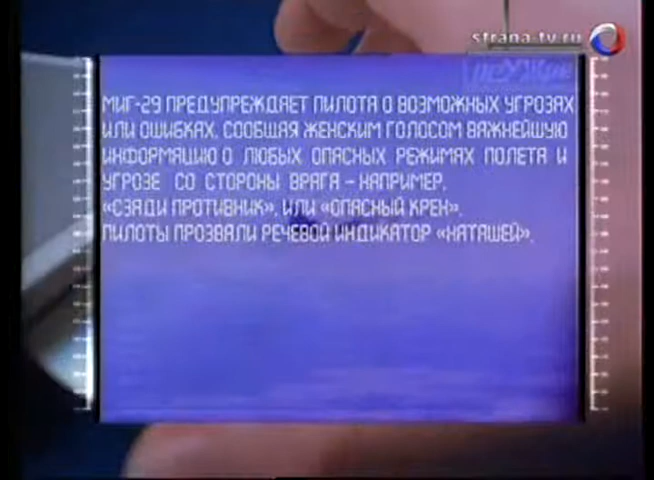 strana-tv.ru
МИГ-29 ПРЕДУПРЕЖДАЕТ ПИЛОТА О ВОЗМОЖНЫХ УГРОЗАХ
ИЛИ ОШИБКАХ, СООБЩАЯ ЖЕНСКИМ ГОЛОСОМ ВАЖНЕЙШУЮ
ИНФОРМАЦИЮ О ЛЮБЫХ ОПАСНЫХ РЕЖИМАХ ПОЛЕТА И
УГРОЗЕ СО СТОРОНЫ ВРАГА – НАПРИМЕР,
«СЗАДИ ПРОТИВНИК», ИЛИ «ОПАСНЫЙ КРЕН».
ПИЛОТЫ ПРОЗВАЛИ РЕЧЕВОЙ ИНДИКАТОР «НАТАШЕЙ».